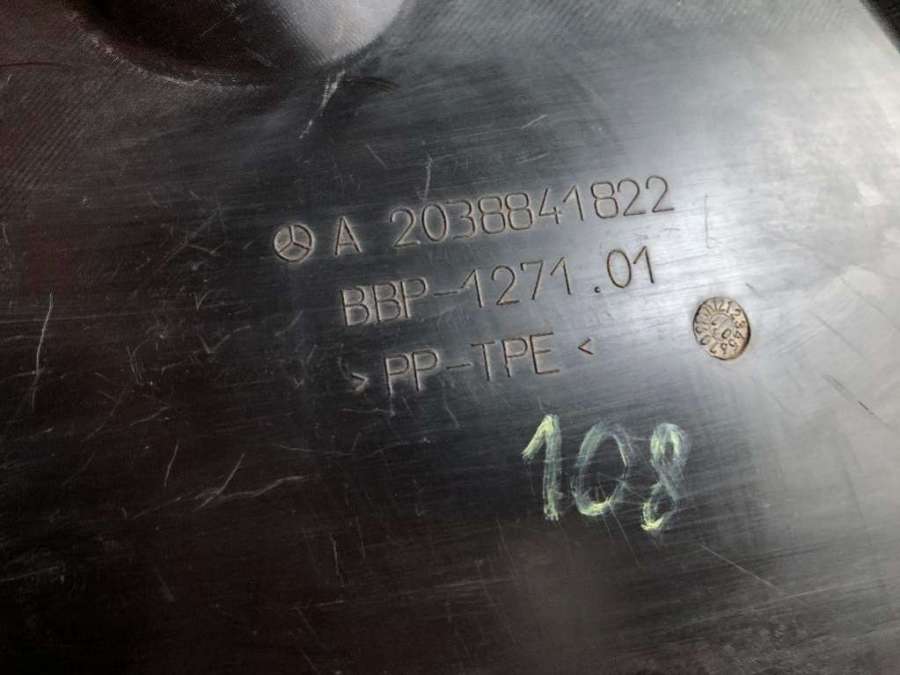 A 2038841822
BBP-1271.01
> PP-TPE <
108